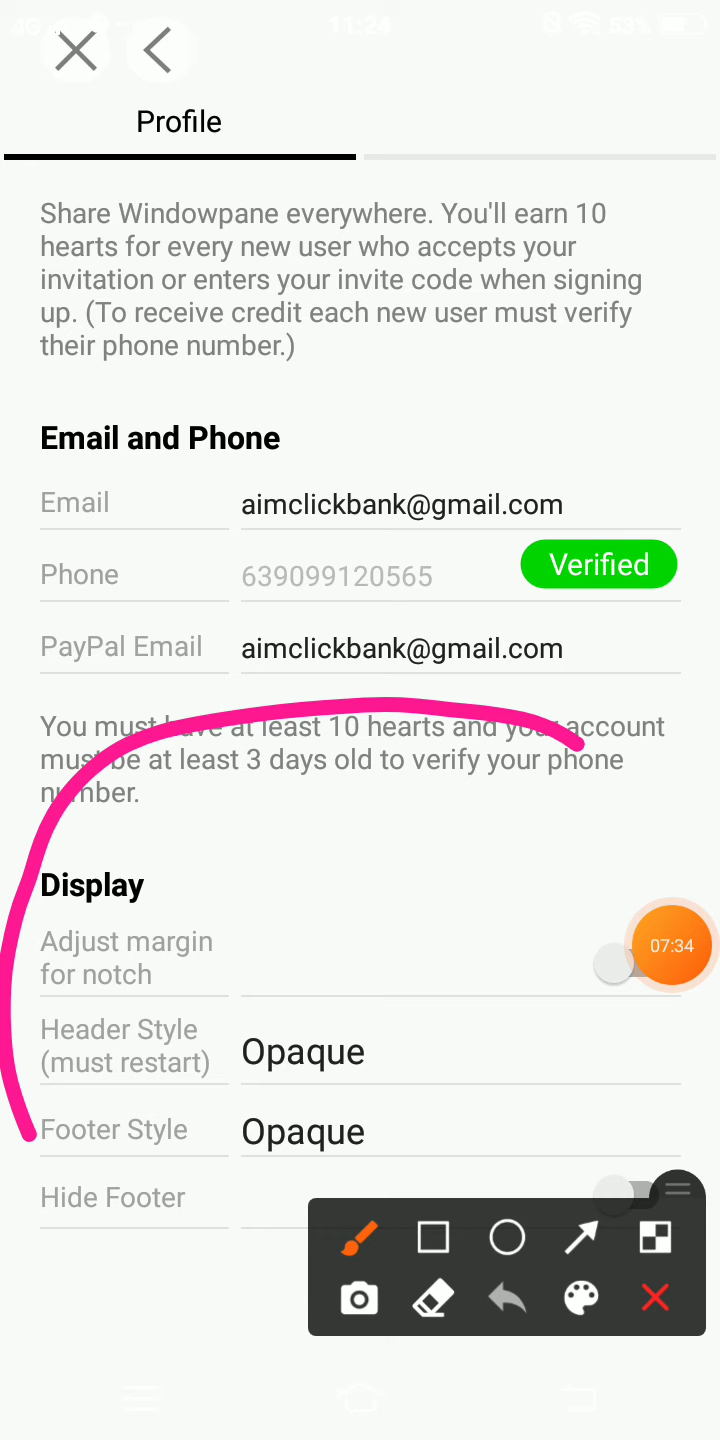 4G
11:24
53%
Profile
Share Windowpane everywhere. You'll earn 10
hearts for every new user who accepts your
invitation or enters your invite code when signing
up. (To receive credit each new user must verify
their phone number.)
Email and Phone
Email aimclickbank@gmail.com
Phone 639099120565 Verified
PayPal Email aimclickbank@gmail.com
You must have at least 10 hearts and your account
must be at least 3 days old to verify your phone
number.
Display
Adjust margin
for notch
07:34
Header Style
(must restart) Opaque
Footer Style Opaque
Hide Footer